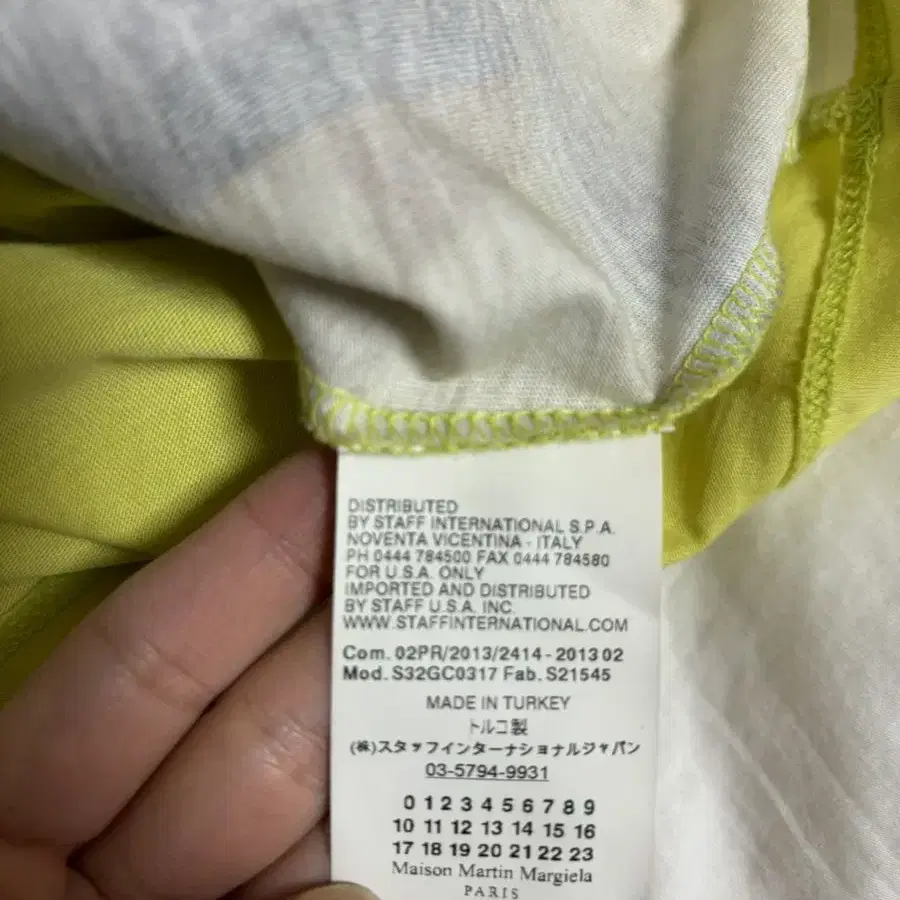 DISTRIBUTED
BY STAFF INTERNATIONAL S.P.A.
NOVENTA VICENTINA - ITALY
PH 0444 784500 FAX 0444 784580
FOR U.S.A. ONLY
IMPORTED AND DISTRIBUTED
BY STAFF U.S.A. INC.
WWW.STAFFINTERNATIONAL.COM
Com. 02PR/2013/2414 - 2013 02
Mod. S32GC0317 Fab. S21545
MADE IN TURKEY
トルコ製
(株)スタッフインターナショナルジャパン
03-5794-9931
0 1 2 3 4 5 6 7 8 9
10 11 12 13 14 15 16
17 18 19 20 21 22 23
Maison Martin Margiela
PARIS